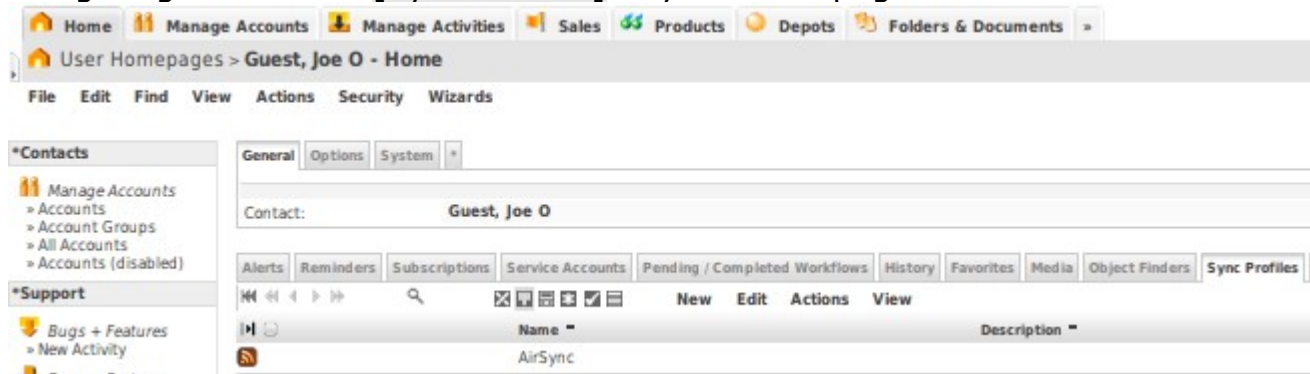 Home Manage Accounts Manage Activities Sales Products Depots Folders & Documents »
User Homepages > Guest, Joe O - Home
File Edit Find View Actions Security Wizards
*Contacts
Manage Accounts
» Accounts
» Account Groups
» All Accounts
» Accounts (disabled)
*Support
Bugs + Features
» New Activity
General Options System *
Contact: Guest, Joe O
Alerts Reminders Subscriptions Service Accounts Pending / Completed Workflows History Favorites Media Object Finders Sync Profiles
New Edit Actions View
Name Description
AirSync